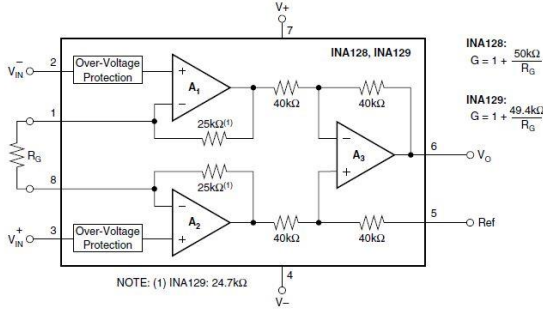 V+
7
INA128, INA129
INA128:
G = 1 + 50kΩ
RG
INA129:
G = 1 + 49.4kΩ
RG
2
V−IN
Over-Voltage
Protection
+
−
A1
40kΩ
40kΩ
1
25kΩ(1)
RG
−
A3
+
6
VO
8
25kΩ(1)
−
+
A2
5
Ref
3
V+IN
Over-Voltage
Protection
40kΩ
40kΩ
NOTE: (1) INA129: 24.7kΩ
4
V−